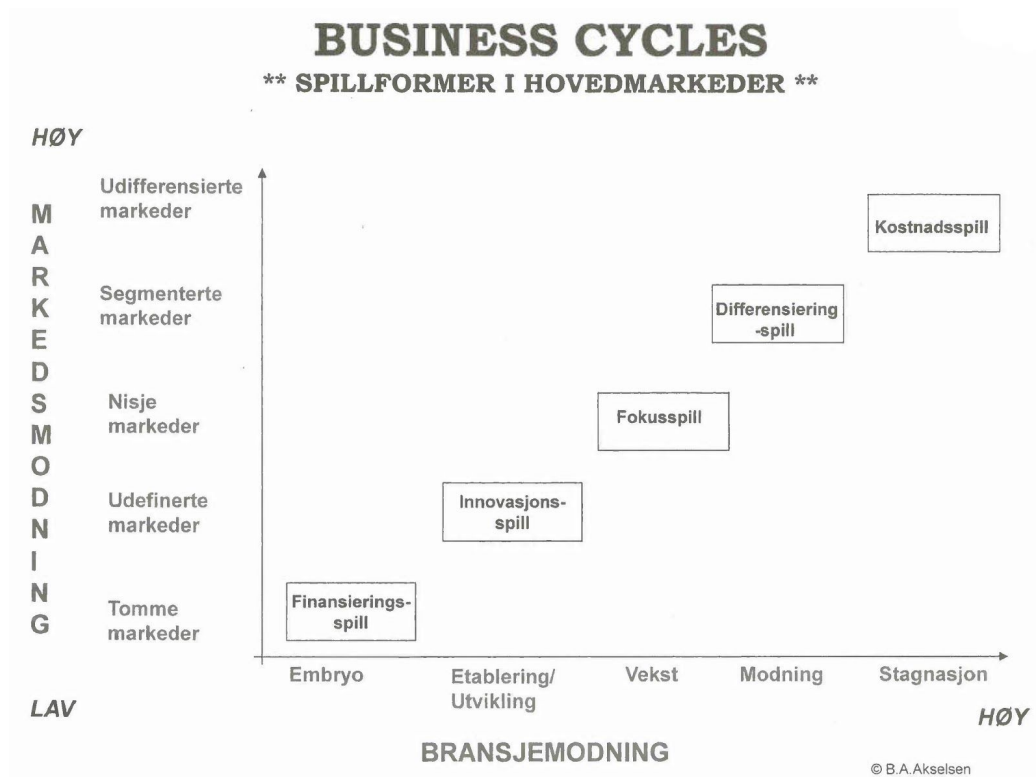 BUSINESS CYCLES
** SPILLFORMER I HOVEDMARKEDER **
HØY
MARKEDSMODNING
Udifferensierte
markeder
Kostnadsspill
Segmenterte
markeder
Differensiering
-spill
Nisje
markeder
Fokusspill
Udefinerte
markeder
Innovasjons-
spill
Tomme
markeder
Finansierings-
spill
Embryo
Etablering/
Utvikling
Vekst
Modning
Stagnasjon
LAV
HØY
BRANSJEMODNING
© B.A.Akselsen